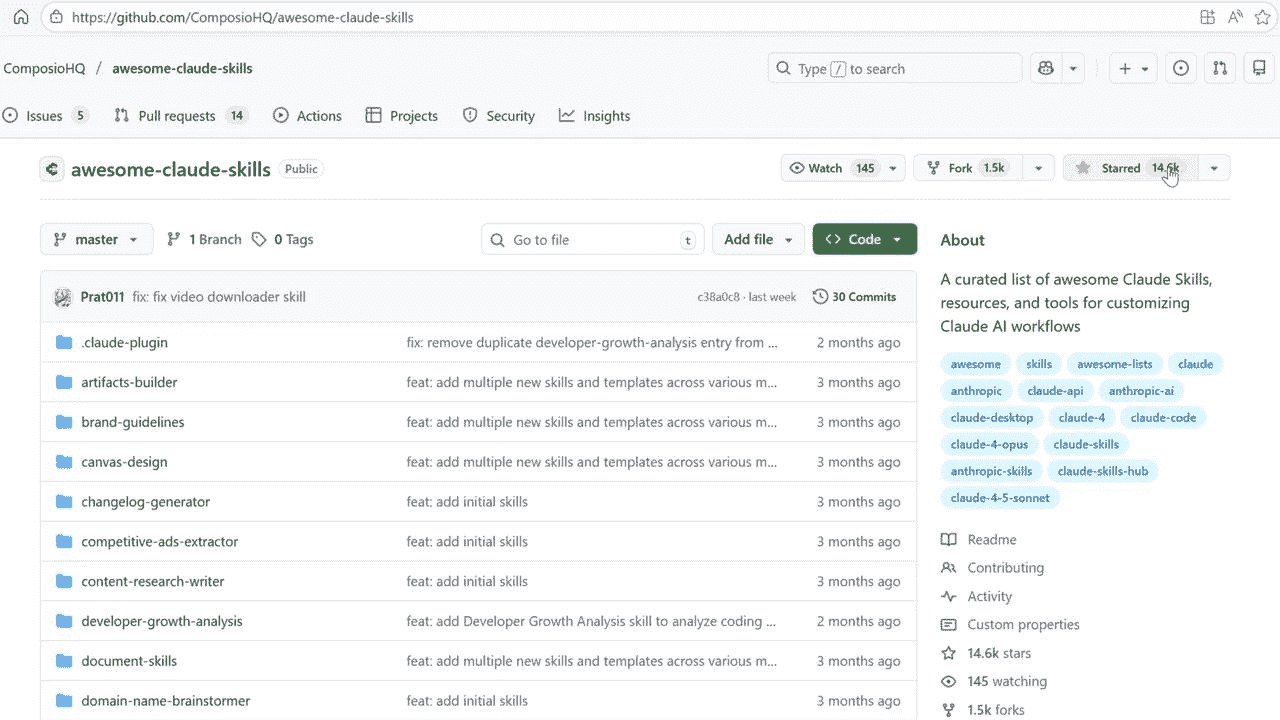 https://github.com/ComposioHQ/awesome-claude-skills
ComposioHQ / awesome-claude-skills
Type / to search
Issues 5 Pull requests 14 Actions Projects Security Insights
awesome-claude-skills Public
Watch 145 Fork 1.5k Starred 14.6k
master 1 Branch 0 Tags
Go to file t Add file Code
Prat011 fix: fix video downloader skill c38a0c8 · last week 30 Commits
.claude-plugin fix: remove duplicate developer-growth-analysis entry from ... 2 months ago
artifacts-builder feat: add multiple new skills and templates across various m... 3 months ago
brand-guidelines feat: add multiple new skills and templates across various m... 3 months ago
canvas-design feat: add multiple new skills and templates across various m... 3 months ago
changelog-generator feat: add initial skills 3 months ago
competitive-ads-extractor feat: add initial skills 3 months ago
content-research-writer feat: add initial skills 3 months ago
developer-growth-analysis feat: add Developer Growth Analysis skill to analyze coding ... 2 months ago
document-skills feat: add multiple new skills and templates across various m... 3 months ago
domain-name-brainstormer feat: add initial skills 3 months ago
About
A curated list of awesome Claude Skills,
resources, and tools for customizing
Claude AI workflows
awesome skills awesome-lists claude
anthropic claude-api anthropic-ai
claude-desktop claude-4 claude-code
claude-4-opus claude-skills
anthropic-skills claude-skills-hub
claude-4-5-sonnet
Readme
Contributing
Activity
Custom properties
14.6k stars
145 watching
1.5k forks